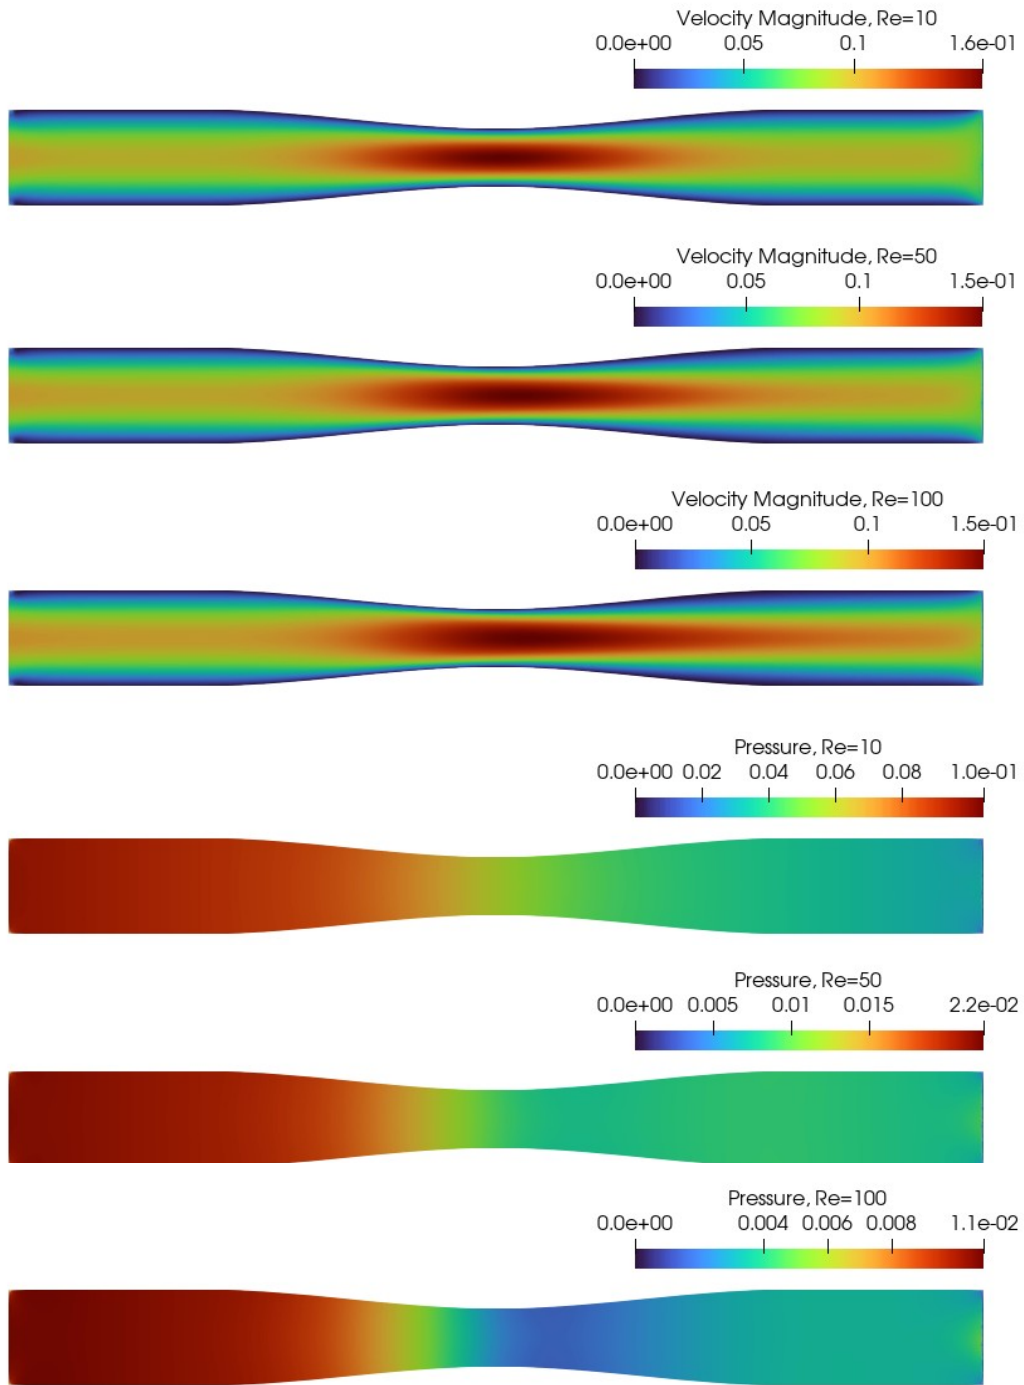 Velocity Magnitude, Re=10
0.0e+00 0.05 0.1 1.6e-01
Velocity Magnitude, Re=50
0.0e+00 0.05 0.1 1.5e-01
Velocity Magnitude, Re=100
0.0e+00 0.05 0.1 1.5e-01
Pressure, Re=10
0.0e+00 0.02 0.04 0.06 0.08 1.0e-01
Pressure, Re=50
0.0e+00 0.005 0.01 0.015 2.2e-02
Pressure, Re=100
0.0e+00 0.004 0.006 0.008 1.1e-02